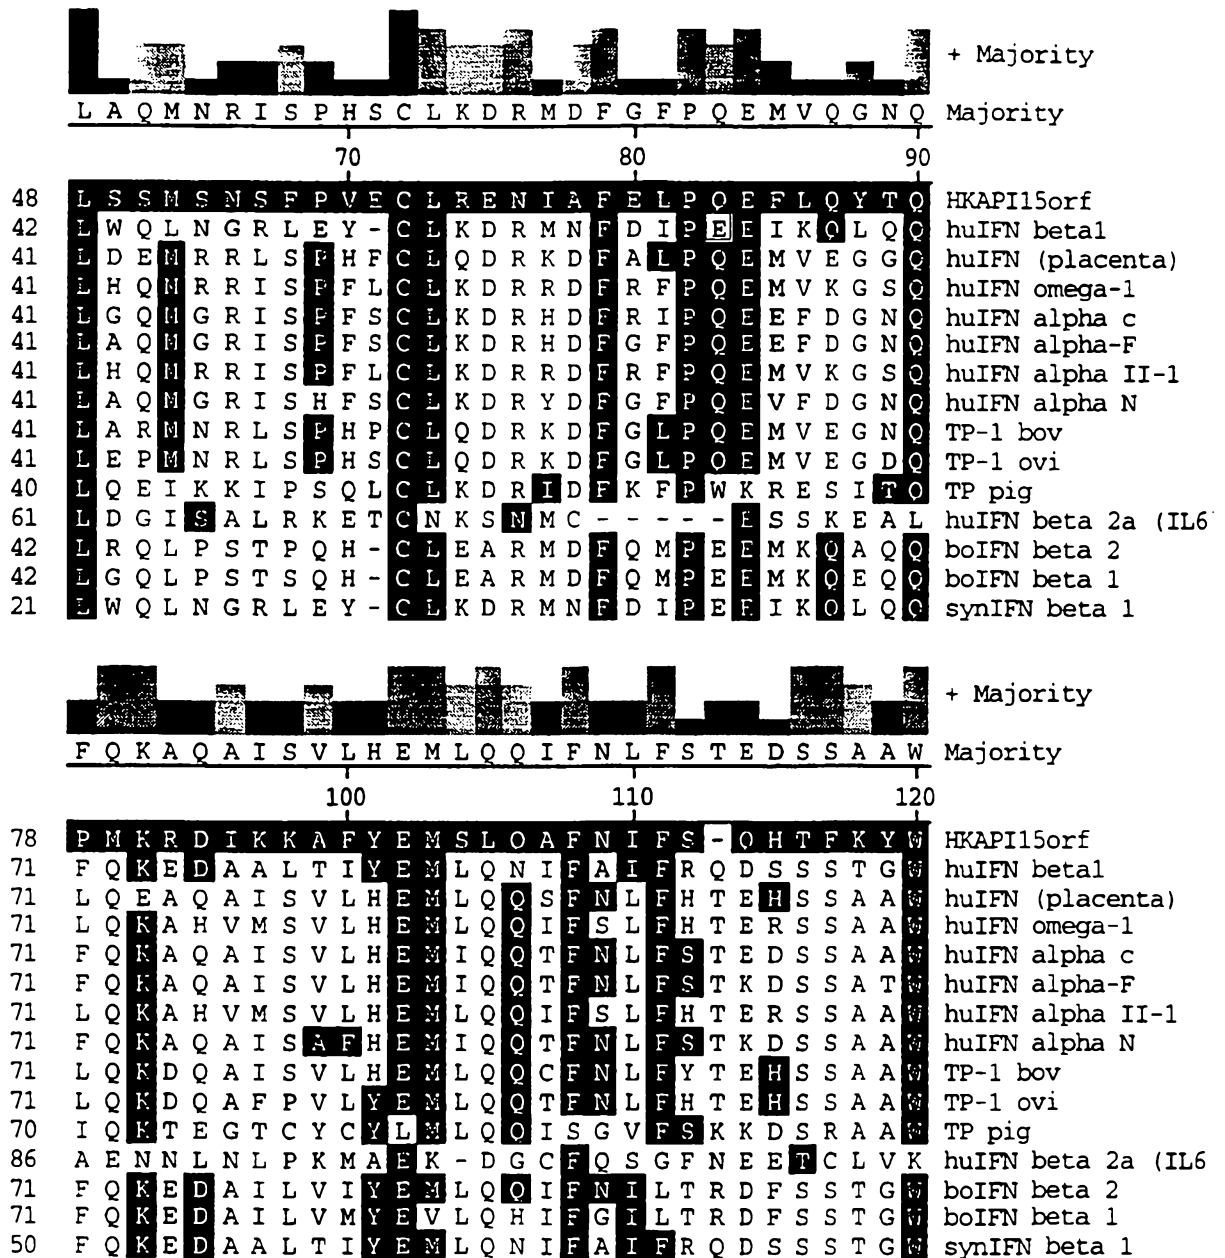 + Majority
L A Q M N R I S P H S C L K D R M D F G F P Q E M V Q G N Q Majority
70 80 90
48 L S S M S N S F P V E C L R E N I A F E L P Q E F L Q Y T Q HKAPI15orf
42 L W Q L N G R L E Y - C L K D R M N F D I P E E I K Q L Q Q huIFN beta1
41 L D E M R R L S P H F C L Q D R K D F A L P Q E M V E G G Q huIFN (placenta)
41 L H Q M R R I S P F L C L K D R R D F R F P Q E M V K G S Q huIFN omega-1
41 L G Q M G R I S P F S C L K D R H D F R I P Q E E F D G N Q huIFN alpha c
41 L A Q M G R I S P F S C L K D R H D F G F P Q E E F D G N Q huIFN alpha-F
41 L H Q M R R I S P F L C L K D R R D F R F P Q E M V K G S Q huIFN alpha II-1
41 L A Q M G R I S H F S C L K D R Y D F G F P Q E V F D G N Q huIFN alpha N
41 L A R M N R L S P H P C L Q D R K D F G L P Q E M V E G N Q TP-1 bov
41 L E P M N R L S P H S C L Q D R K D F G L P Q E M V E G D Q TP-1 ovi
40 L Q E I K K I P S Q L C L K D R I D F K F P W K R E S I T Q TP pig
61 L D G I S A L R K E T C N K S N M C - - - - - E S S K E A L huIFN beta 2a (IL6
42 L R Q L P S T P Q H - C L E A R M D F Q M P E E M K Q A Q Q boIFN beta 2
42 L G Q L P S T S Q H - C L E A R M D F Q M P E E M K Q E Q Q boIFN beta 1
21 L W Q L N G R L E Y - C L K D R M N F D I P E E I K Q L Q Q synIFN beta 1
+ Majority
F Q K A Q A I S V L H E M L Q Q I F N L F S T E D S S A A W Majority
100 110 120
78 P M K R D I K K A F Y E M S L Q A F N I F S - Q H T F K Y W HKAPI15orf
71 F Q K E D A A L T I Y E M L Q N I F A I F R Q D S S S T G W huIFN beta1
71 L Q E A Q A I S V L H E M L Q Q S F N L F H T E H S S A A W huIFN (placenta)
71 L Q K A H V M S V L H E M L Q Q I F S L F H T E R S S A A W huIFN omega-1
71 F Q K A Q A I S V L H E M I Q Q T F N L F S T E D S S A A W huIFN alpha c
71 F Q K A Q A I S V L H E M I Q Q T F N L F S T K D S S A T W huIFN alpha-F
71 L Q K A H V M S V L H E M L Q Q I F S L F H T E R S S A A W huIFN alpha II-1
71 F Q K A Q A I S A F H E M I Q Q T F N L F S T K D S S A A W huIFN alpha N
71 L Q K D Q A I S V L H E M L Q Q C F N L F Y T E H S S A A W TP-1 bov
71 L Q K D Q A F P V L Y E M L Q Q T F N L F H T E H S S A A W TP-1 ovi
70 I Q K T E G T C Y C Y L M L Q Q I S G V F S K K D S R A A W TP pig
86 A E N N L N L P K M A E K - D G C F Q S G F N E E T C L V K huIFN beta 2a (IL6
71 F Q K E D A I L V I Y E M L Q Q I F N I L T R D F S S T G W boIFN beta 2
71 F Q K E D A I L V M Y E V L Q H I F G I L T R D F S S T G W boIFN beta 1
50 F Q K E D A A L T I Y E M L Q N I F A I F R Q D S S S T G W synIFN beta 1